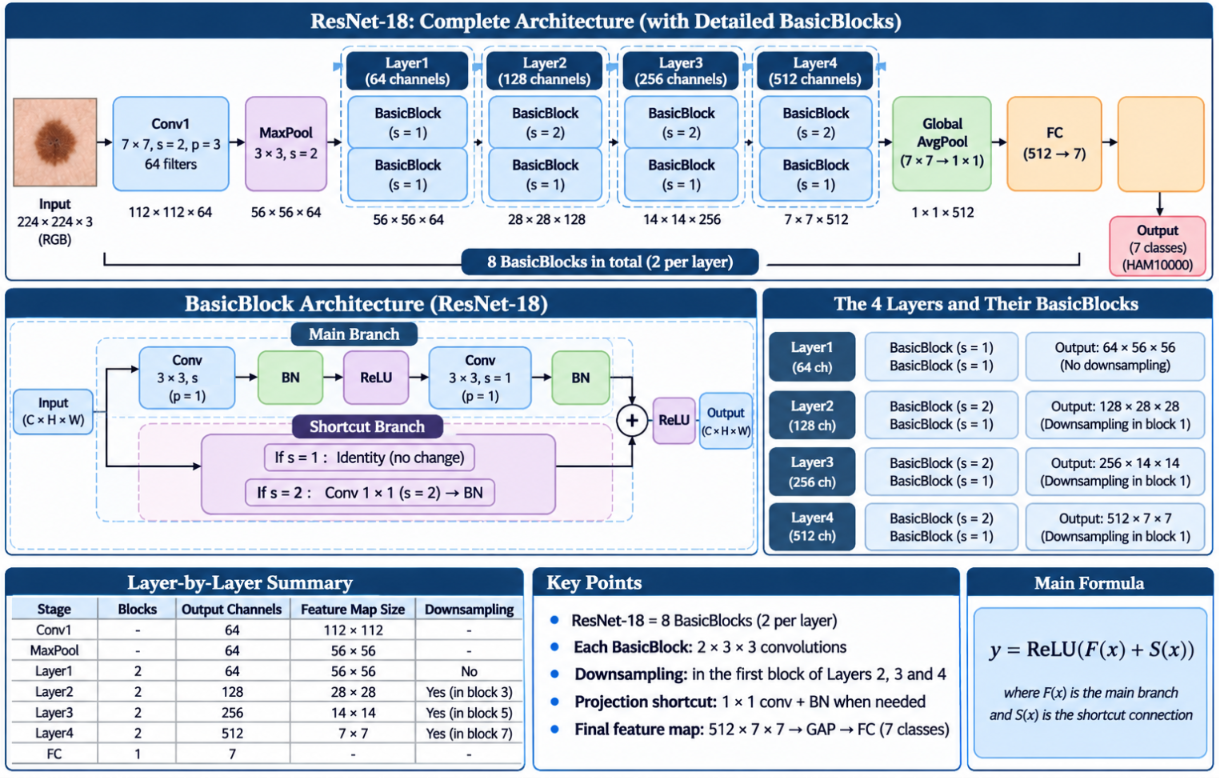 ResNet-18: Complete Architecture (with Detailed BasicBlocks)
Input
224 × 224 × 3
(RGB)
Conv1
7 × 7, s = 2, p = 3
64 filters
112 × 112 × 64
MaxPool
3 × 3, s = 2
56 × 56 × 64
Layer1
(64 channels)
BasicBlock
(s = 1)
BasicBlock
(s = 1)
56 × 56 × 64
Layer2
(128 channels)
BasicBlock
(s = 2)
BasicBlock
(s = 1)
28 × 28 × 128
Layer3
(256 channels)
BasicBlock
(s = 2)
BasicBlock
(s = 1)
14 × 14 × 256
Layer4
(512 channels)
BasicBlock
(s = 2)
BasicBlock
(s = 1)
7 × 7 × 512
Global
AvgPool
(7 × 7 → 1 × 1)
1 × 1 × 512
FC
(512 → 7)
Output
(7 classes)
(HAM10000)
8 BasicBlocks in total (2 per layer)
BasicBlock Architecture (ResNet-18)
Main Branch
Input
(C × H × W)
Conv
3 × 3, s
(p = 1)
BN
ReLU
Conv
3 × 3, s = 1
(p = 1)
BN
Shortcut Branch
If s = 1 : Identity (no change)
If s = 2 : Conv 1 × 1 (s = 2) → BN
+
ReLU
Output
(C × H × W)
The 4 Layers and Their BasicBlocks
Layer1
(64 ch)
BasicBlock (s = 1)
BasicBlock (s = 1)
Output: 64 × 56 × 56
(No downsampling)
Layer2
(128 ch)
BasicBlock (s = 2)
BasicBlock (s = 1)
Output: 128 × 28 × 28
(Downsampling in block 1)
Layer3
(256 ch)
BasicBlock (s = 2)
BasicBlock (s = 1)
Output: 256 × 14 × 14
(Downsampling in block 1)
Layer4
(512 ch)
BasicBlock (s = 2)
BasicBlock (s = 1)
Output: 512 × 7 × 7
(Downsampling in block 1)
Layer-by-Layer Summary
Stage Blocks Output Channels Feature Map Size Downsampling
Conv1 - 64 112 × 112 -
MaxPool - 64 56 × 56 -
Layer1 2 64 56 × 56 No
Layer2 2 128 28 × 28 Yes (in block 3)
Layer3 2 256 14 × 14 Yes (in block 5)
Layer4 2 512 7 × 7 Yes (in block 7)
FC 1 7 - -
Key Points
• ResNet-18 = 8 BasicBlocks (2 per layer)
• Each BasicBlock: 2 × 3 × 3 convolutions
• Downsampling: in the first block of Layers 2, 3 and 4
• Projection shortcut: 1 × 1 conv + BN when needed
• Final feature map: 512 × 7 × 7 → GAP → FC (7 classes)
Main Formula
y = ReLU(F(x) + S(x))
where F(x) is the main branch
and S(x) is the shortcut connection